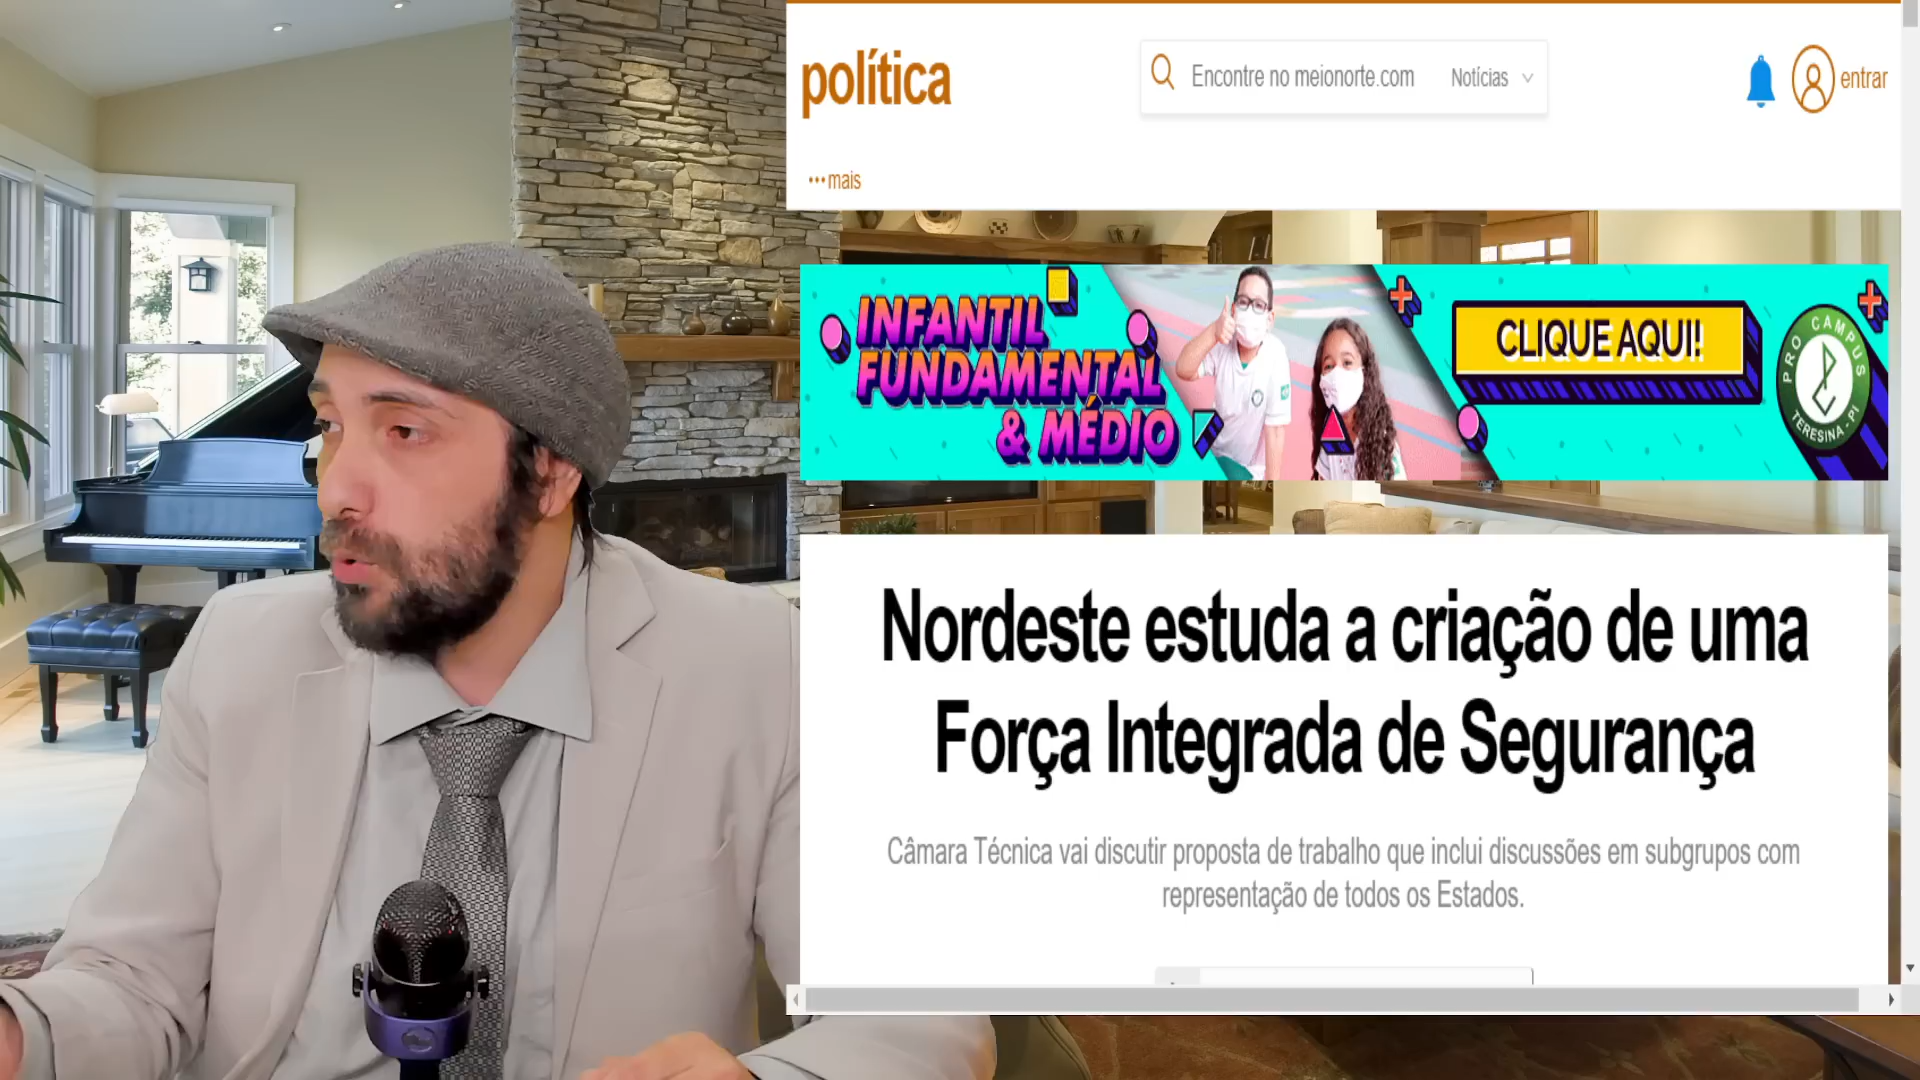 política
Encontre no meionorte.com
Notícias
entrar
•••mais
INFANTIL
FUNDAMENTAL
& MÉDIO
CLIQUE AQUI!
PRO CAMPUS
TERESINA - PI
Nordeste estuda a criação de uma
Força Integrada de Segurança
Câmara Técnica vai discutir proposta de trabalho que inclui discussões em subgrupos com
representação de todos os Estados.